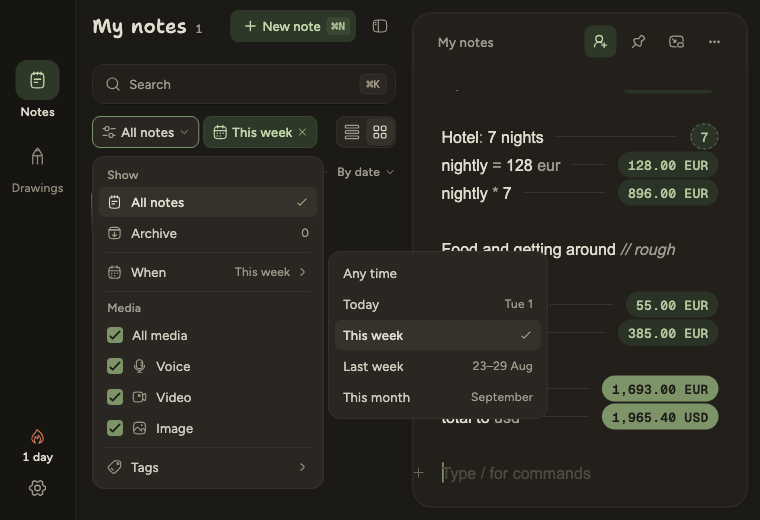 My notes 1
New note ⌘N
Notes
Drawings
1 day
Search ⌘K
All notes
This week
By date
Show
All notes
Archive 0
When This week
Media
All media
Voice
Video
Image
Tags
Any time
Today Tue 1
This week
Last week 23–29 Aug
This month September
My notes
Hotel: 7 nights 7
nightly = 128 eur 128.00 EUR
nightly * 7 896.00 EUR
Food and getting around // rough
55.00 EUR
385.00 EUR
1,693.00 EUR
total to usd 1,965.40 USD
Type / for commands